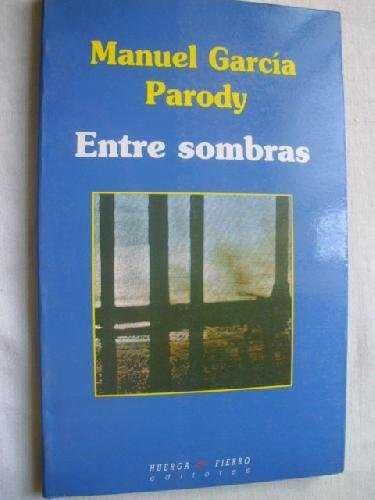 Manuel García
Parody
Entre sombras
HUERGA FIERRO
editores